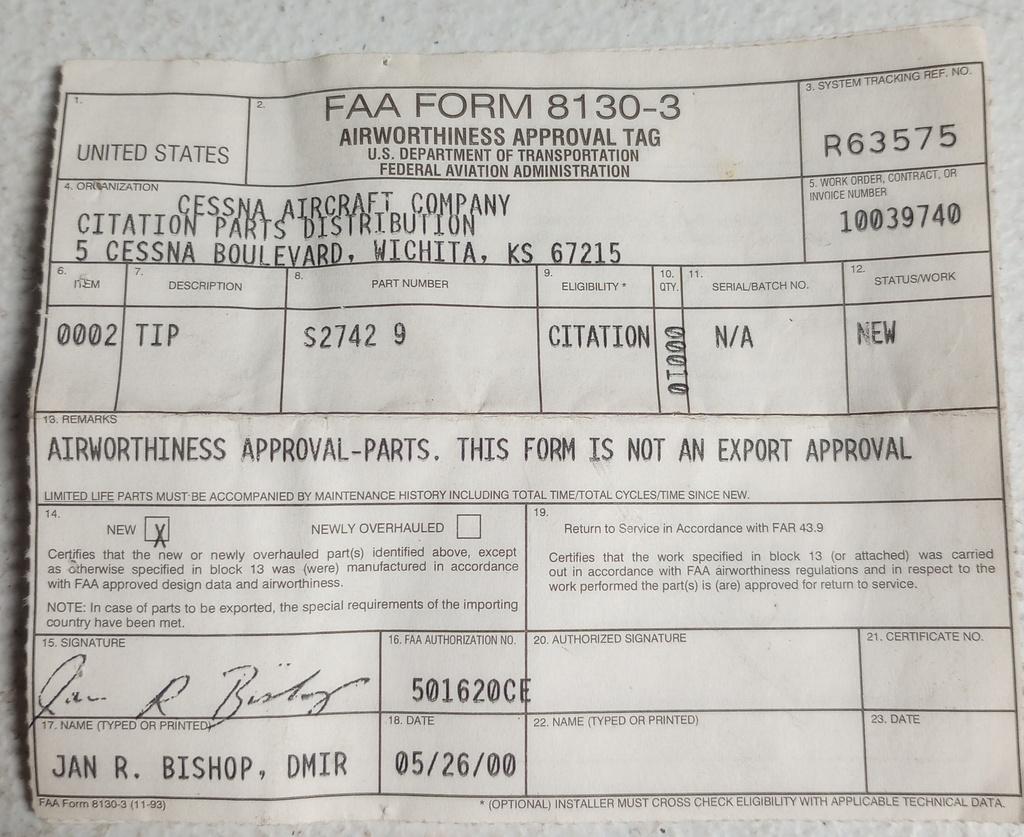 1.
UNITED STATES
2.
FAA FORM 8130-3
AIRWORTHINESS APPROVAL TAG
U.S. DEPARTMENT OF TRANSPORTATION
FEDERAL AVIATION ADMINISTRATION
3. SYSTEM TRACKING REF. NO.
R63575
4. ORGANIZATION
CESSNA AIRCRAFT COMPANY
CITATION PARTS DISTRIBUTION
5 CESSNA BOULEVARD, WICHITA, KS 67215
5. WORK ORDER, CONTRACT, OR
INVOICE NUMBER
10039740
6. ITEM
7. DESCRIPTION
8. PART NUMBER
9. ELIGIBILITY *
10. QTY.
11. SERIAL/BATCH NO.
12. STATUS/WORK
0002 TIP S2742 9 CITATION 000010 N/A NEW
13. REMARKS
AIRWORTHINESS APPROVAL-PARTS. THIS FORM IS NOT AN EXPORT APPROVAL
LIMITED LIFE PARTS MUST BE ACCOMPANIED BY MAINTENANCE HISTORY INCLUDING TOTAL TIME/TOTAL CYCLES/TIME SINCE NEW.
14.
NEW X NEWLY OVERHAULED
Certifies that the new or newly overhauled part(s) identified above, except
as otherwise specified in block 13 was (were) manufactured in accordance
with FAA approved design data and airworthiness.
NOTE: In case of parts to be exported, the special requirements of the importing
country have been met.
19.
Return to Service in Accordance with FAR 43.9
Certifies that the work specified in block 13 (or attached) was carried
out in accordance with FAA airworthiness regulations and in respect to the
work performed the part(s) is (are) approved for return to service.
15. SIGNATURE
Jan R Bishop
16. FAA AUTHORIZATION NO.
501620CE
20. AUTHORIZED SIGNATURE
21. CERTIFICATE NO.
17. NAME (TYPED OR PRINTED)
JAN R. BISHOP, DMIR
18. DATE
05/26/00
22. NAME (TYPED OR PRINTED)
23. DATE
FAA Form 8130-3 (11-93)
* (OPTIONAL) INSTALLER MUST CROSS CHECK ELIGIBILITY WITH APPLICABLE TECHNICAL DATA.